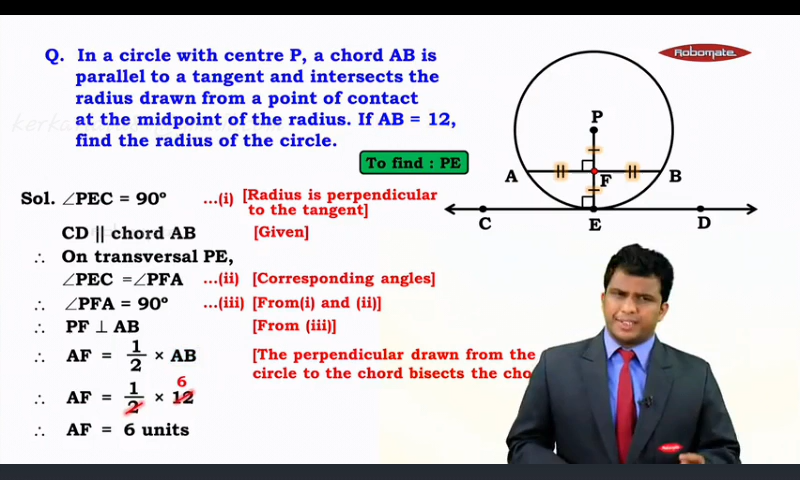 Robomate
Q. In a circle with centre P, a chord AB is
parallel to a tangent and intersects the
radius drawn from a point of contact
at the midpoint of the radius. If AB = 12,
find the radius of the circle.
To find : PE
P
A
F
B
C
E
D
Sol. ∠PEC = 90º ...(i) [Radius is perpendicular
to the tangent]
CD || chord AB [Given]
∴ On transversal PE,
∠PEC =∠PFA ...(ii) [Corresponding angles]
∴ ∠PFA = 90º ...(iii) [From(i) and (ii)]
∴ PF ⊥ AB [From (iii)]
∴ AF = 1/2 × AB [The perpendicular drawn from the
circle to the chord bisects the cho
6
∴ AF = 1/2 × 12
∴ AF = 6 units